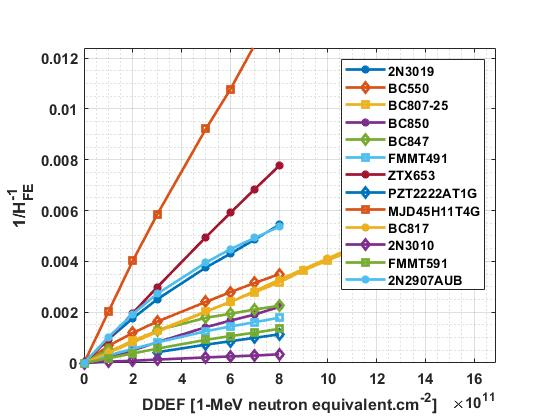 0.012
0.01
0.008
0.006
0.004
0.002
0
1/H_FE^-1
0 2 4 6 8 10 12 14 16
DDEF [1-MeV neutron equivalent.cm^-2] ×10^11
2N3019
BC550
BC807-25
BC850
BC847
FMMT491
ZTX653
PZT2222AT1G
MJD45H11T4G
BC817
2N3010
FMMT591
2N2907AUB